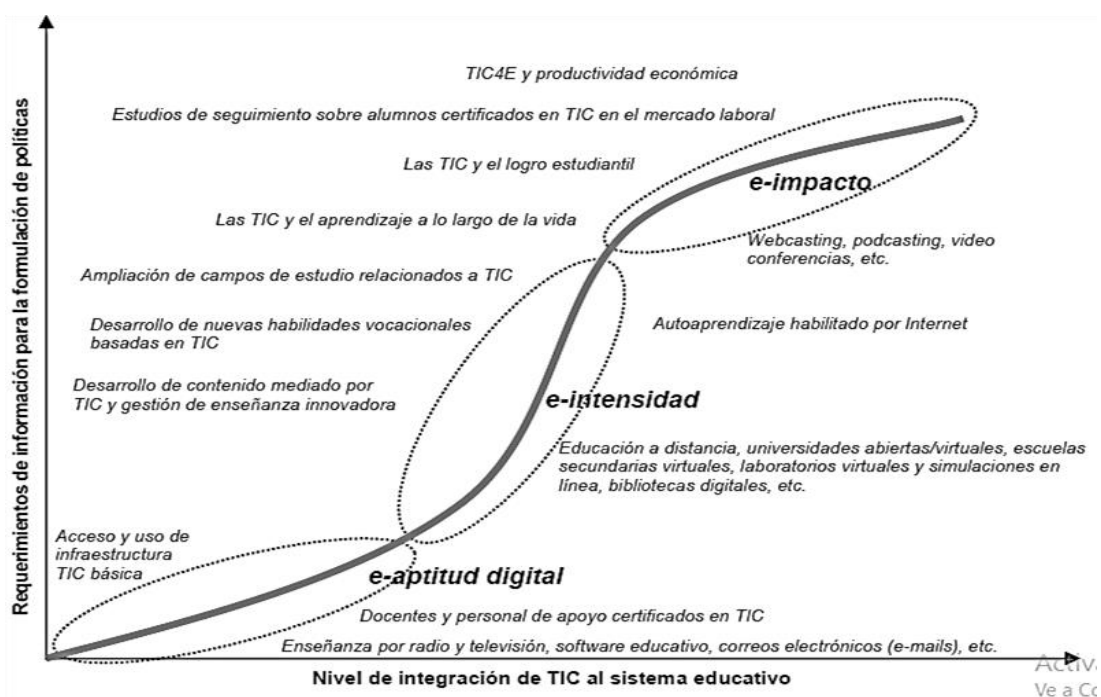 Requerimientos de información para la formulación de políticas
TIC4E y productividad económica
Estudios de seguimiento sobre alumnos certificados en TIC en el mercado laboral
Las TIC y el logro estudiantil
e-impacto
Las TIC y el aprendizaje a lo largo de la vida
Webcasting, podcasting, video
conferencias, etc.
Ampliación de campos de estudio relacionados a TIC
Desarrollo de nuevas habilidades vocacionales
basadas en TIC
Autoaprendizaje habilitado por Internet
Desarrollo de contenido mediado por
TIC y gestión de enseñanza innovadora
e-intensidad
Educación a distancia, universidades abiertas/virtuales, escuelas
secundarias virtuales, laboratorios virtuales y simulaciones en
línea, bibliotecas digitales, etc.
Acceso y uso de
infraestructura
TIC básica
e-aptitud digital
Docentes y personal de apoyo certificados en TIC
Enseñanza por radio y televisión, software educativo, correos electrónicos (e-mails), etc.
Nivel de integración de TIC al sistema educativo
Activa
Ve a Co